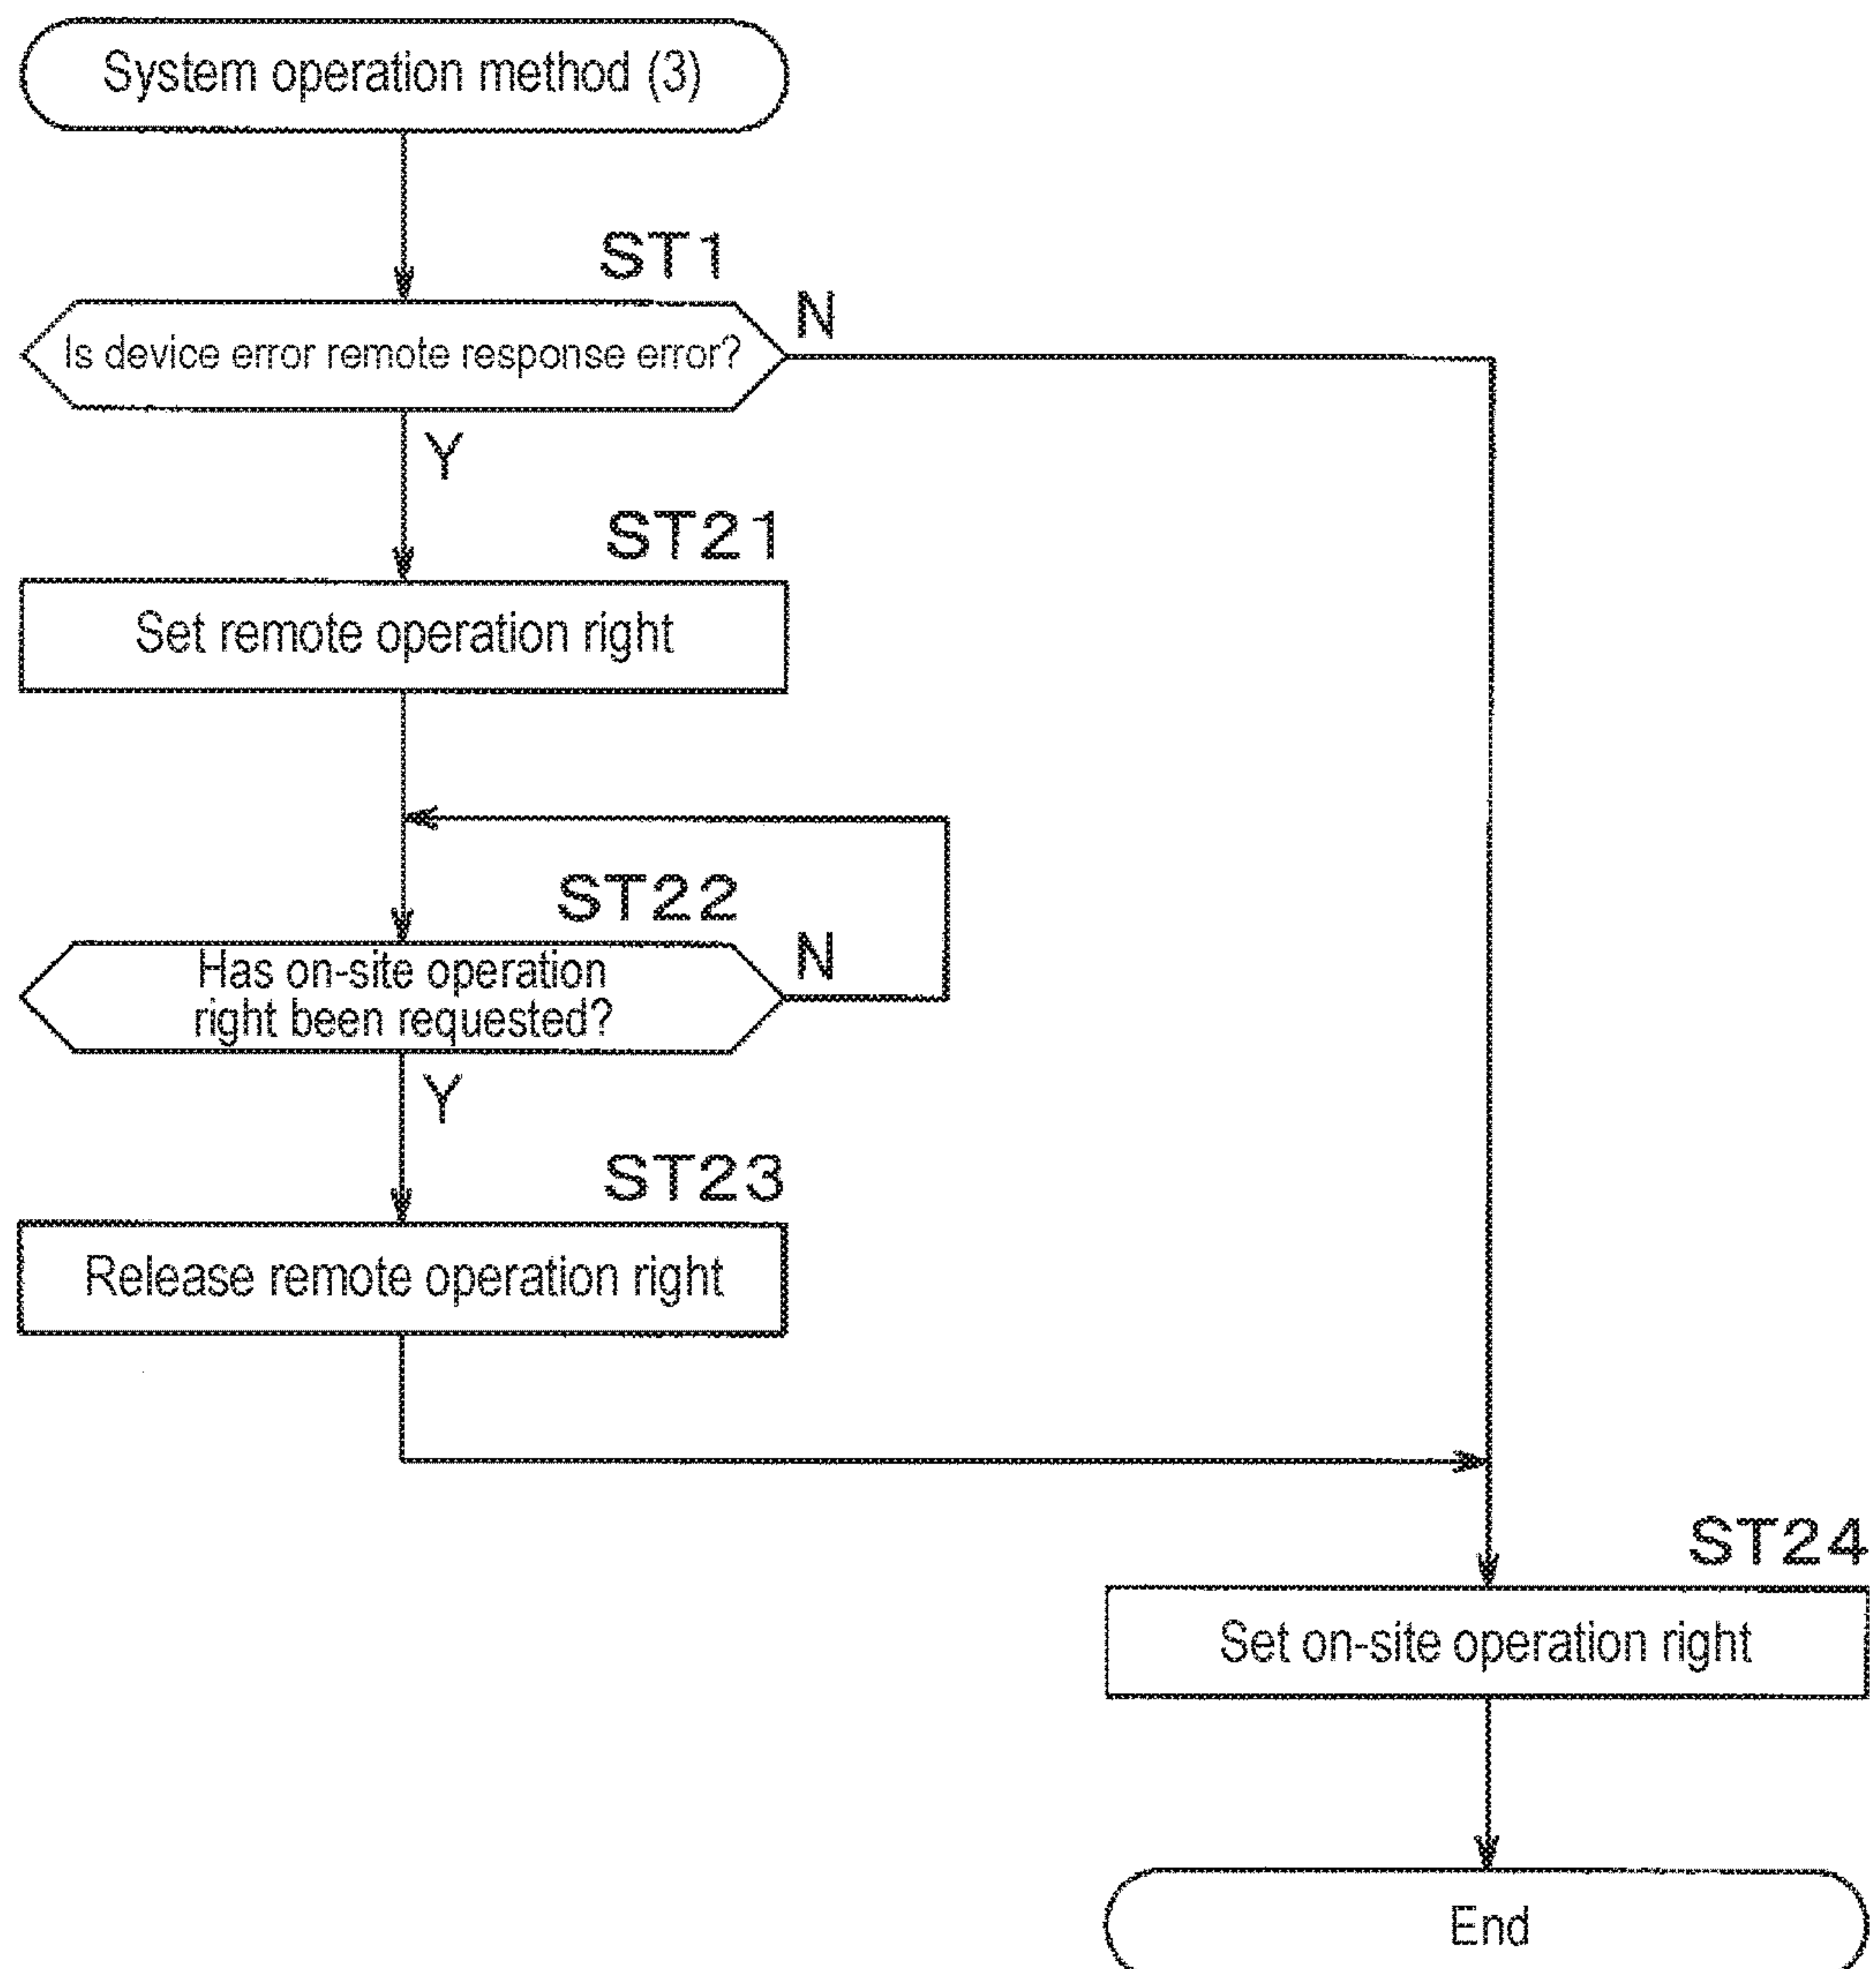 System operation method (3)
ST1
Is device error remote response error?
N
Y
ST21
Set remote operation right
ST22
Has on-site operation
right been requested?
N
Y
ST23
Release remote operation right
ST24
Set on-site operation right
End